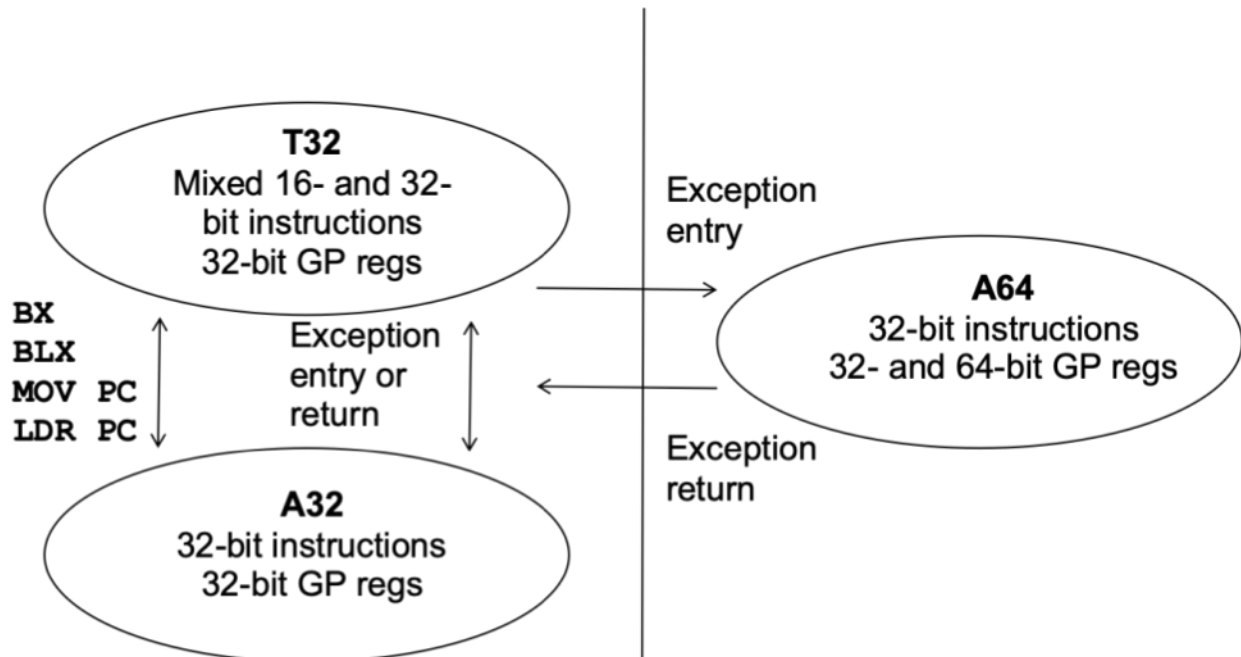 T32
Mixed 16- and 32-
bit instructions
32-bit GP regs
BX
BLX
MOV PC
LDR PC
Exception
entry or
return
A32
32-bit instructions
32-bit GP regs
Exception
entry
Exception
return
A64
32-bit instructions
32- and 64-bit GP regs